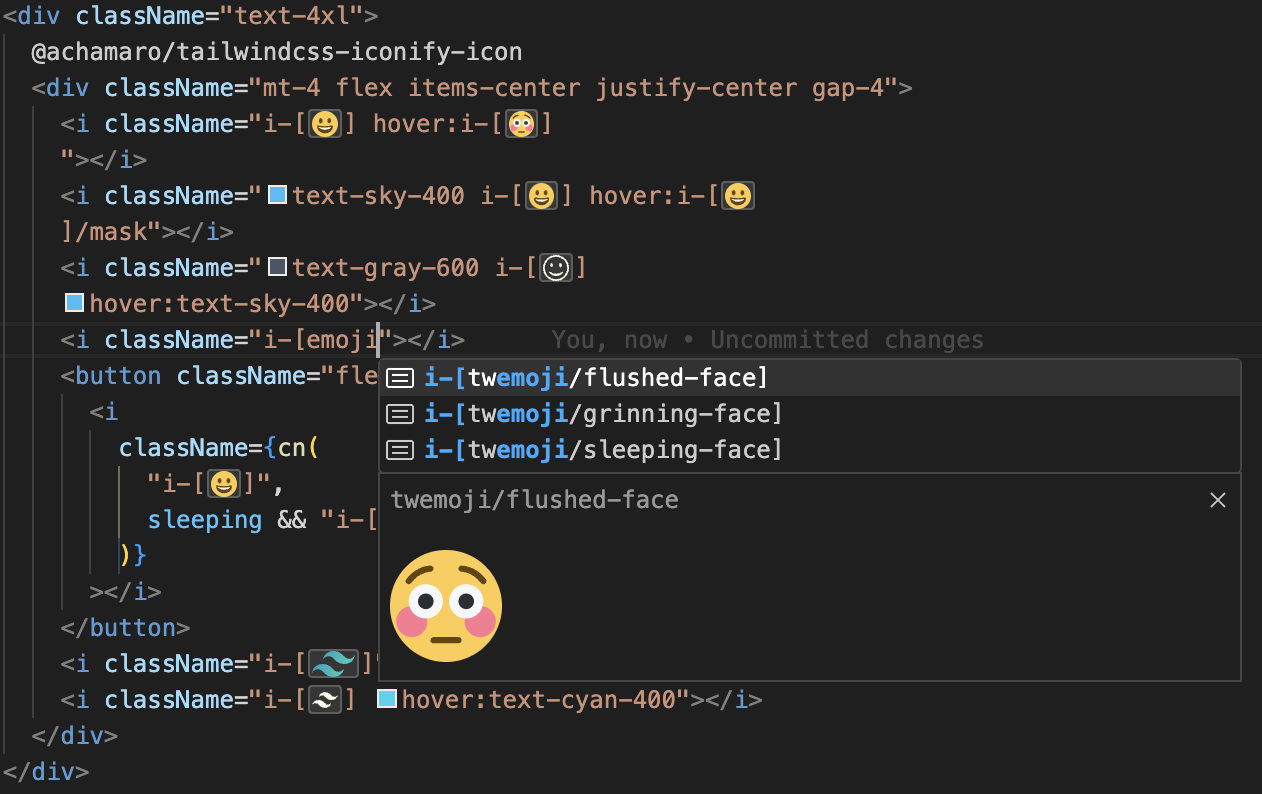 <div className="text-4xl">
@achamaro/tailwindcss-iconify-icon
<div className="mt-4 flex items-center justify-center gap-4">
<i className="i-[😀] hover:i-[😳]
"></i>
<i className="text-sky-400 i-[😀] hover:i-[😀
]/mask"></i>
<i className="text-gray-600 i-[☺]
hover:text-sky-400"></i>
<i className="i-[emoji"></i> You, now • Uncommitted changes
<button className="fle
i-[twemoji/flushed-face]
<i
i-[twemoji/grinning-face]
className={cn(
i-[twemoji/sleeping-face]
"i-[😀]",
twemoji/flushed-face
sleeping && "i-[
)}
></i>
</button>
<i className="i-[]"
<i className="i-[] hover:text-cyan-400"></i>
</div>
</div>